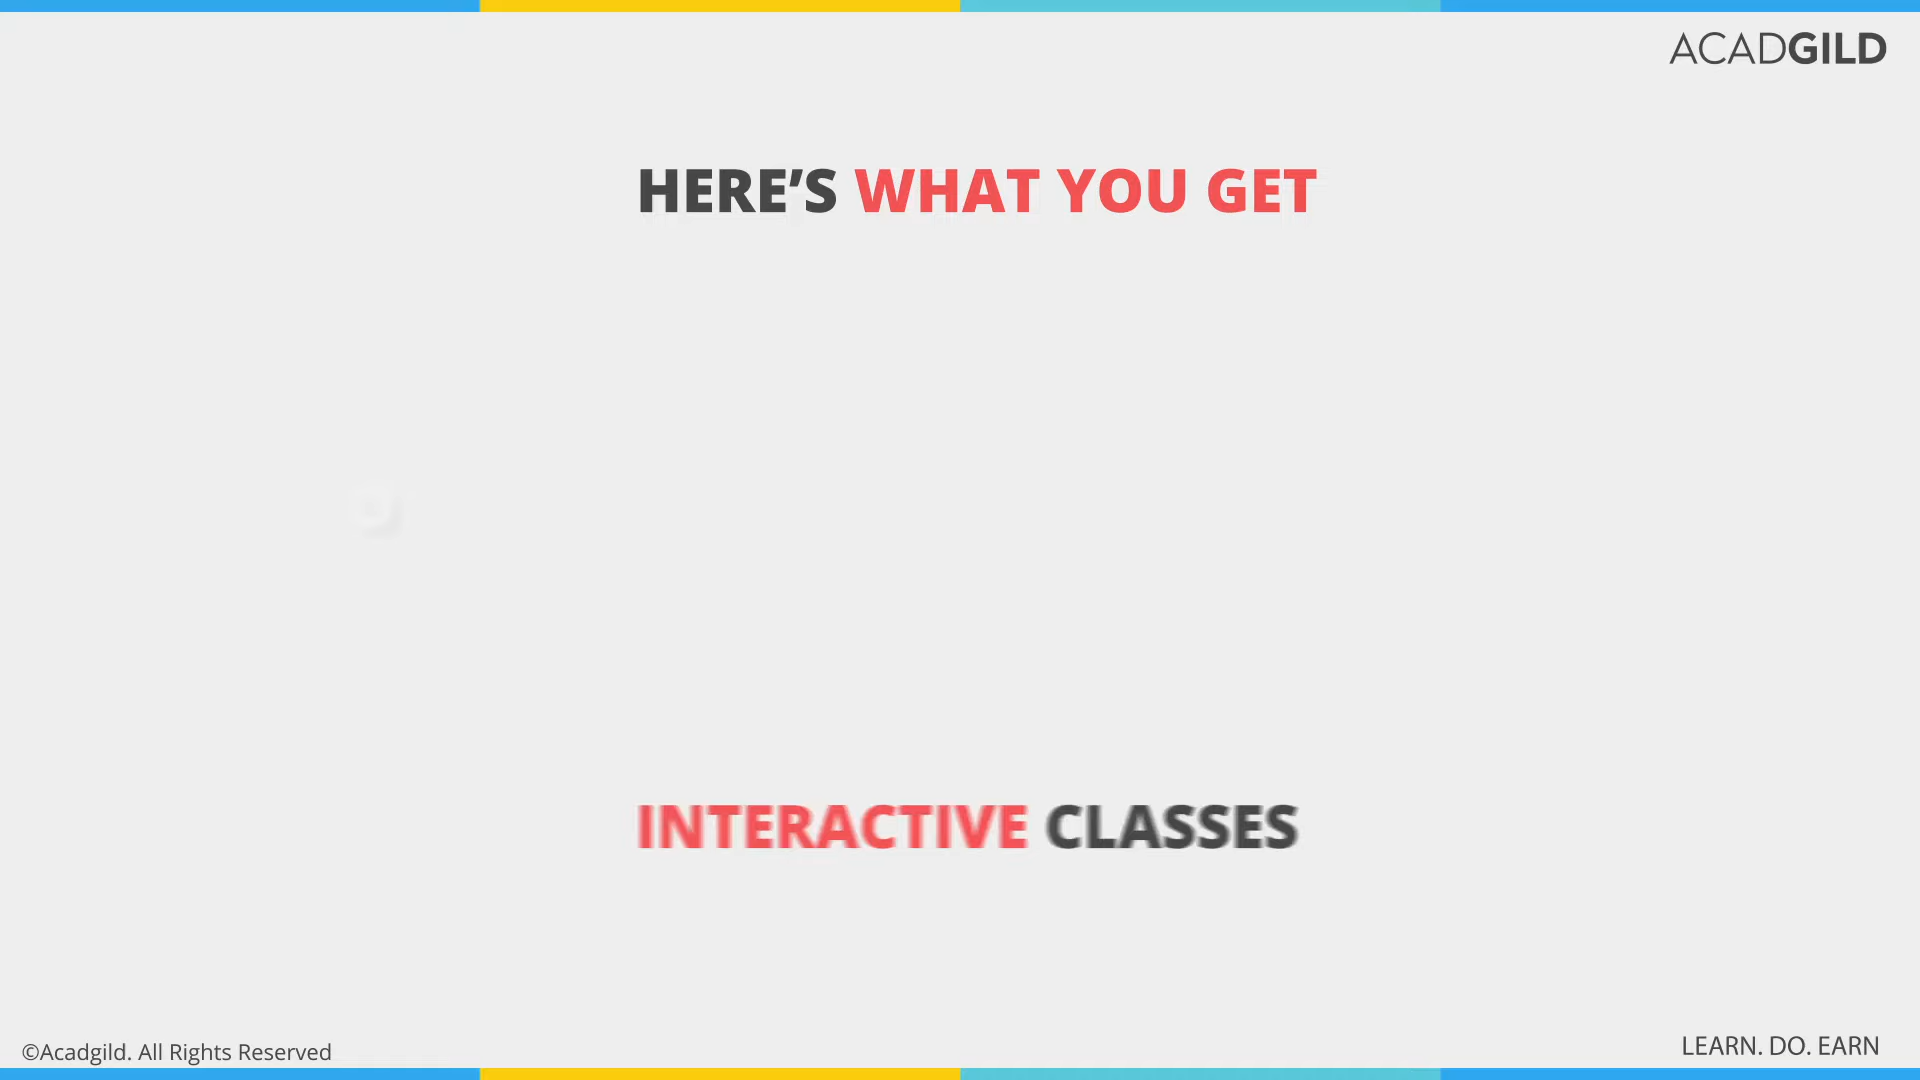 ACADGILD
HERE’S WHAT YOU GET
INTERACTIVE CLASSES
©Acadgild. All Rights Reserved
LEARN. DO. EARN